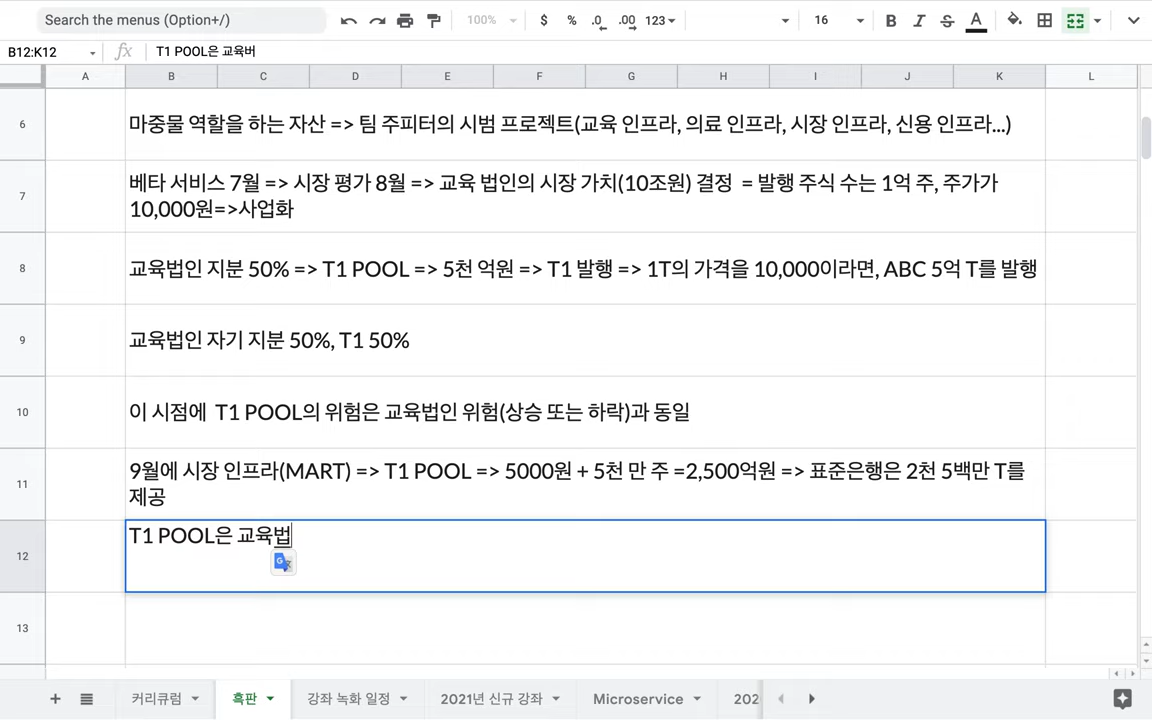 Search the menus (Option+/)
100% $ % .0 .00 123 16 B I S A
B12:K12 fx T1 POOL은 교육버
A B C D E F G H I J K L
6 마중물 역할을 하는 자산 => 팀 주피터의 시범 프로젝트(교육 인프라, 의료 인프라, 시장 인프라, 신용 인프라...)
7 베타 서비스 7월 => 시장 평가 8월 => 교육 법인의 시장 가치(10조원) 결정 = 발행 주식 수는 1억 주, 주가가
10,000원=>사업화
8 교육법인 지분 50% => T1 POOL => 5천 억원 => T1 발행 => 1T의 가격을 10,000이라면, ABC 5억 T를 발행
9 교육법인 자기 지분 50%, T1 50%
10 이 시점에 T1 POOL의 위험은 교육법인 위험(상승 또는 하락)과 동일
11 9월에 시장 인프라(MART) => T1 POOL => 5000원 + 5천 만 주 =2,500억원 => 표준은행은 2천 5백만 T를
제공
12 T1 POOL은 교육법
13
커리큐럼 흑판 강좌 녹화 일정 2021년 신규 강좌 Microservice 202